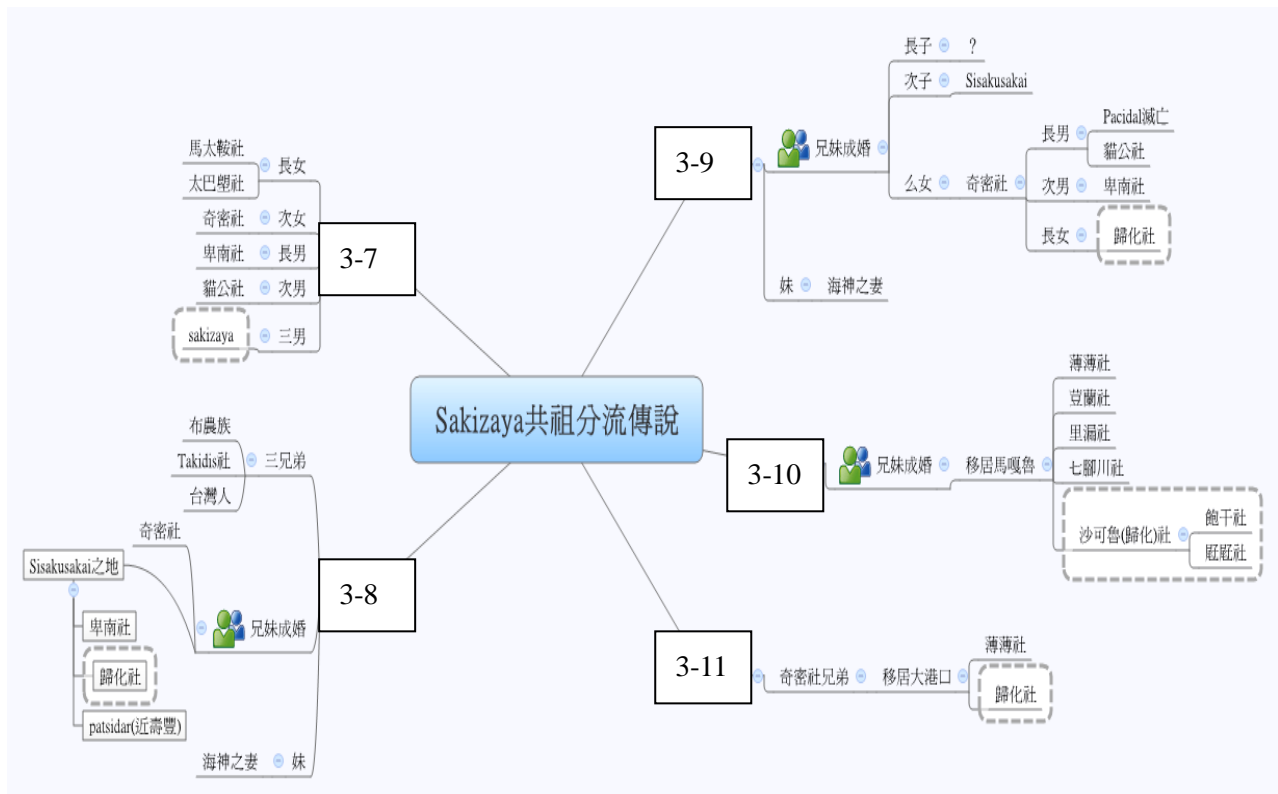 Sakizaya共祖分流傳說
3-7
長女
馬太鞍社
太巴塱社
次女
奇密社
長男
卑南社
次男
貓公社
三男
sakizaya
3-8
三兄弟
布農族
Takidis社
台灣人
兄妹成婚
奇密社
Sisakusakai之地
卑南社
歸化社
patsidar(近壽豐)
妹
海神之妻
3-9
兄妹成婚
長子
?
次子
Sisakusakai
么女
奇密社
長男
Pacidal滅亡
貓公社
次男
卑南社
長女
歸化社
妹
海神之妻
3-10
兄妹成婚
移居馬嘎魯
薄薄社
荳蘭社
里漏社
七腳川社
沙可魯(歸化)社
飽干社
屘屘社
3-11
奇密社兄弟
移居大港口
薄薄社
歸化社